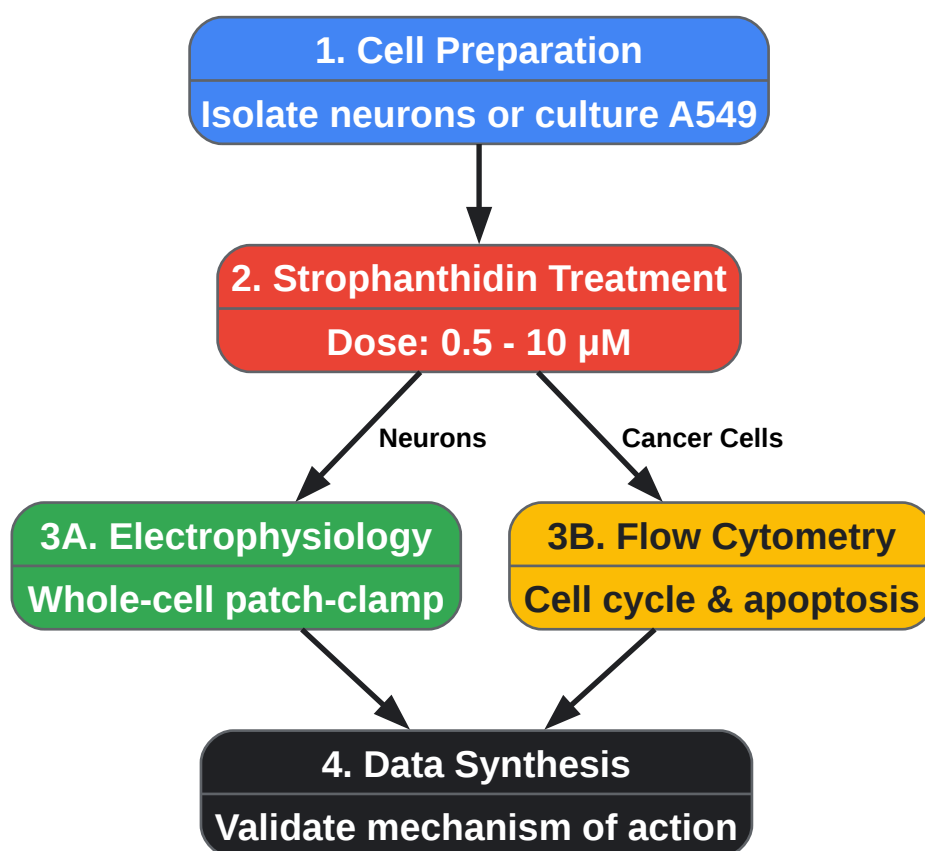 1. Cell Preparation
Isolate neurons or culture A549
2. Strophanthidin Treatment
Dose: 0.5 - 10 µM
Neurons
Cancer Cells
3A. Electrophysiology
Whole-cell patch-clamp
3B. Flow Cytometry
Cell cycle & apoptosis
4. Data Synthesis
Validate mechanism of action